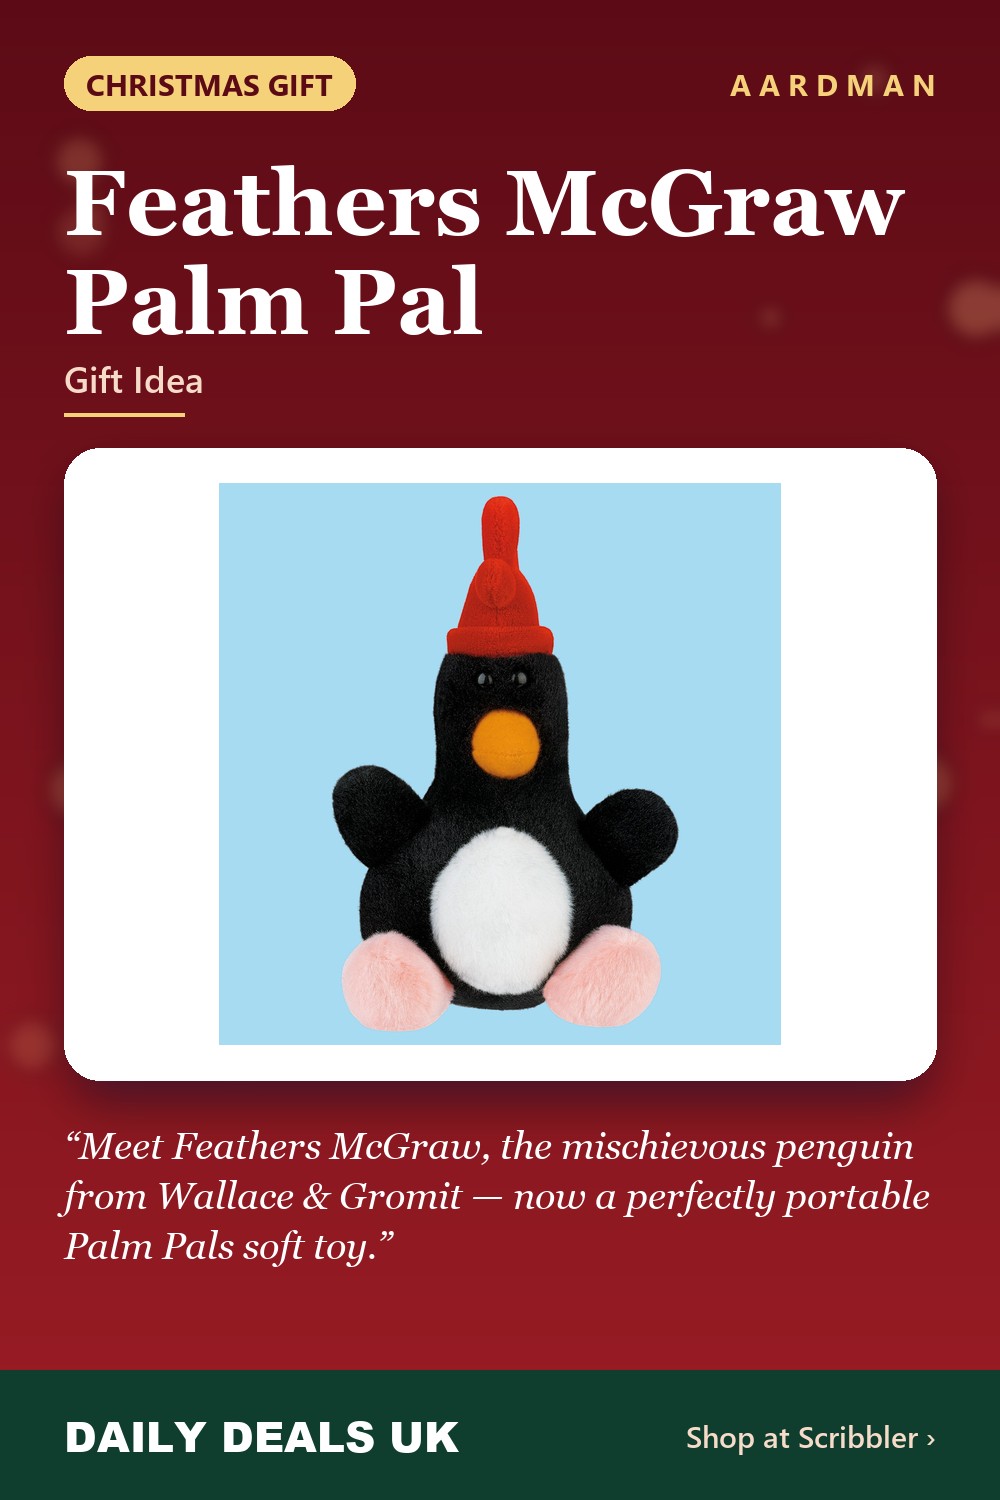 CHRISTMAS GIFT
AARDMAN
Feathers McGraw
Palm Pal
Gift Idea
“Meet Feathers McGraw, the mischievous penguin
from Wallace & Gromit — now a perfectly portable
Palm Pals soft toy.”
DAILY DEALS UK
Shop at Scribbler ›